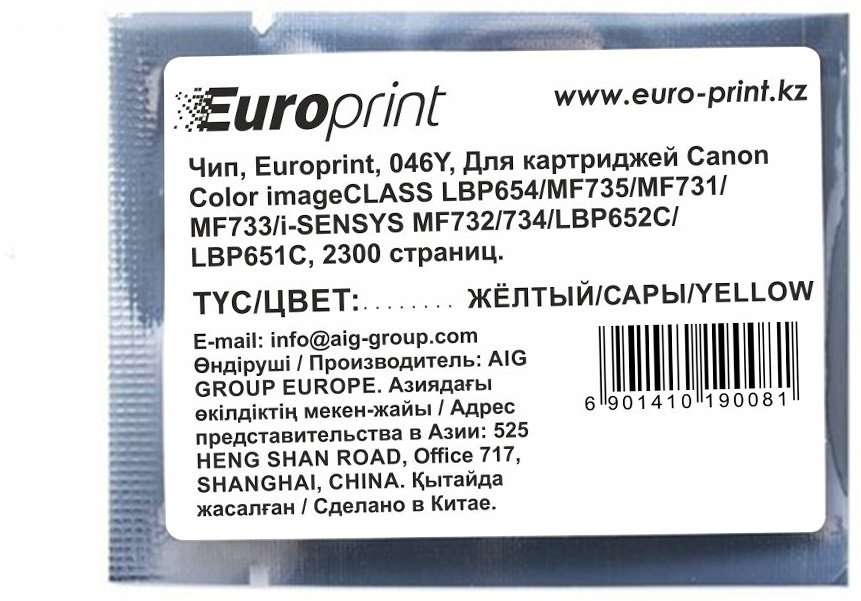 Europrint
www.euro-print.kz
Чип, Europrint, 046Y, Для картриджей Canon
Color imageCLASS LBP654/MF735/MF731/
MF733/i-SENSYS MF732/734/LBP652C/
LBP651C, 2300 страниц.
ТҮС/ЦВЕТ:........ ЖЁЛТЫЙ/САРЫ/YELLOW
E-mail: info@aig-group.com
Өндіруші / Производитель: AIG
GROUP EUROPE. Азиядағы
өкілдіктің мекен-жайы / Адрес
представительства в Азии: 525
HENG SHAN ROAD, Office 717,
SHANGHAI, CHINA. Қытайда
жасалған / Сделано в Китае.
6 901410 190081